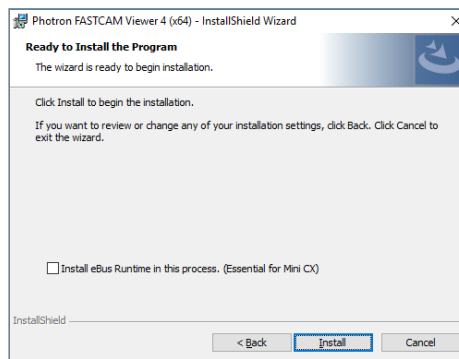 Photron FASTCAM Viewer 4 (x64) - InstallShield Wizard
Ready to Install the Program
The wizard is ready to begin installation.
Click Install to begin the installation.
If you want to review or change any of your installation settings, click Back. Click Cancel to
exit the wizard.
Install eBus Runtime in this process. (Essential for Mini CX)
InstallShield
< Back
Install
Cancel